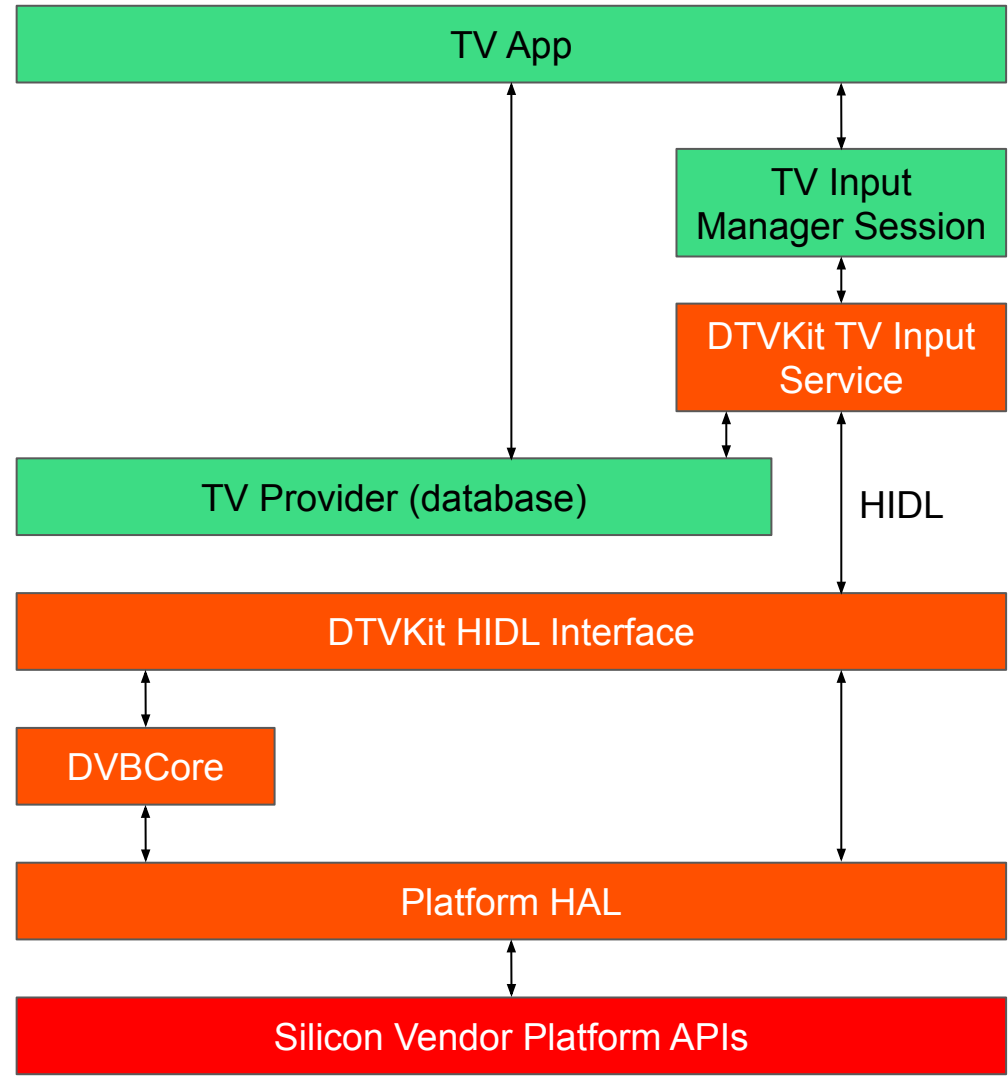 TV App
TV Input
Manager Session
DTVKit TV Input
Service
TV Provider (database)
HIDL
DTVKit HIDL Interface
DVBCore
Platform HAL
Silicon Vendor Platform APIs